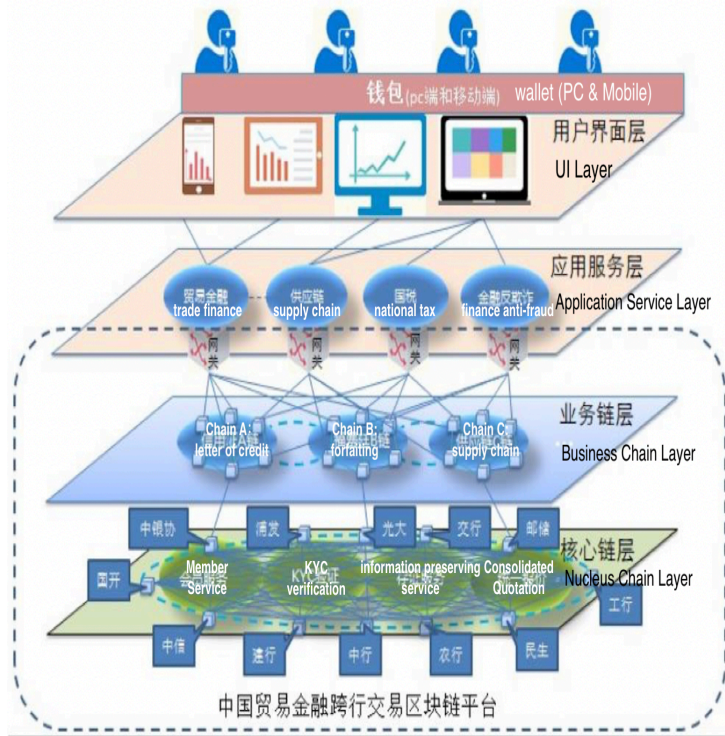 钱包(pc端和移动端) wallet (PC & Mobile)
用户界面层
UI Layer
应用服务层
Application Service Layer
贸易金融
trade finance
供应链
supply chain
国税
national tax
金融反欺诈
finance anti-fraud
网关
网关
网关
网关
业务链层
Business Chain Layer
Chain A:
letter of credit
Chain B:
forfaiting
Chain C:
supply chain
中银协
浦发
光大
交行
邮储
核心链层
Nucleus Chain Layer
国开
Member
Service
KYC
verification
information preserving
service
Consolidated
Quotation
工行
中信
建行
中行
农行
民生
中国贸易金融跨行交易区块链平台